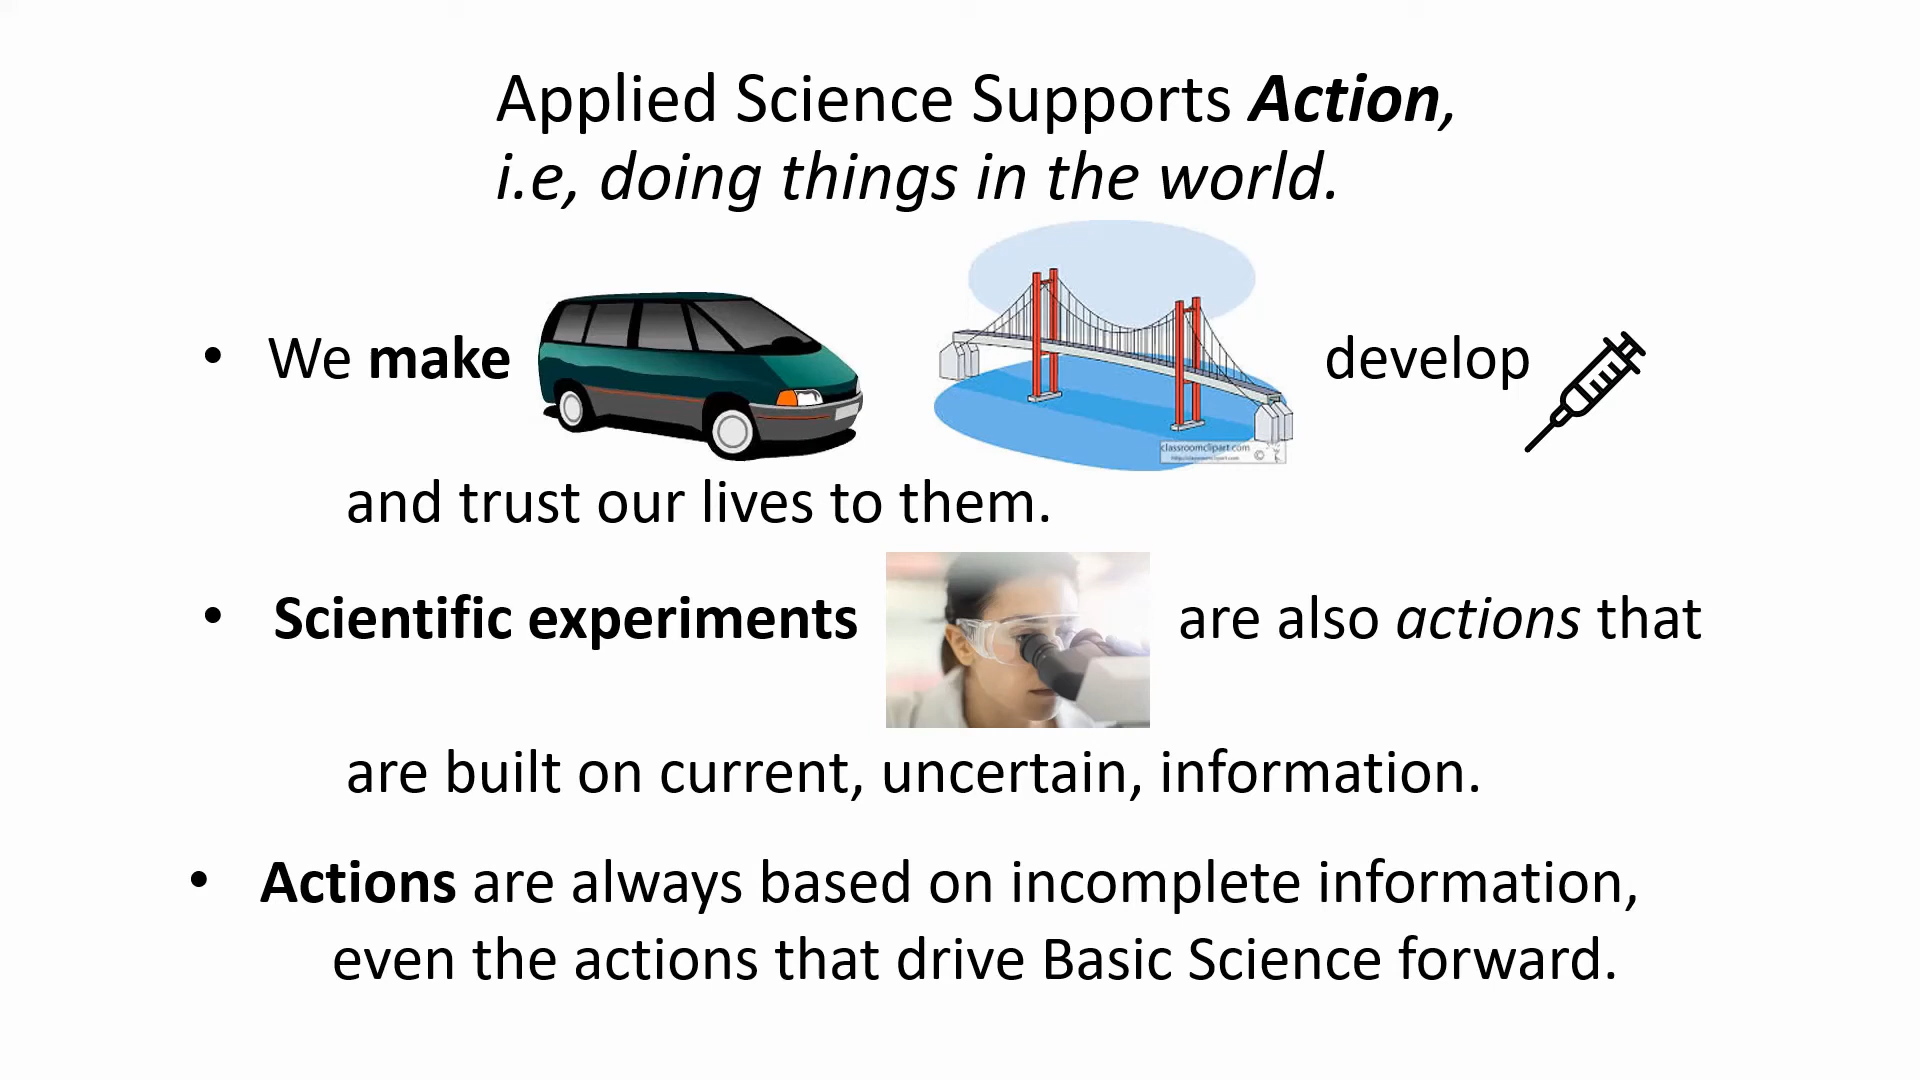 Applied Science Supports Action,
i.e, doing things in the world.
• We make develop
classroomclipart.com
©
and trust our lives to them.
• Scientific experiments are also actions that
are built on current, uncertain, information.
• Actions are always based on incomplete information,
even the actions that drive Basic Science forward.